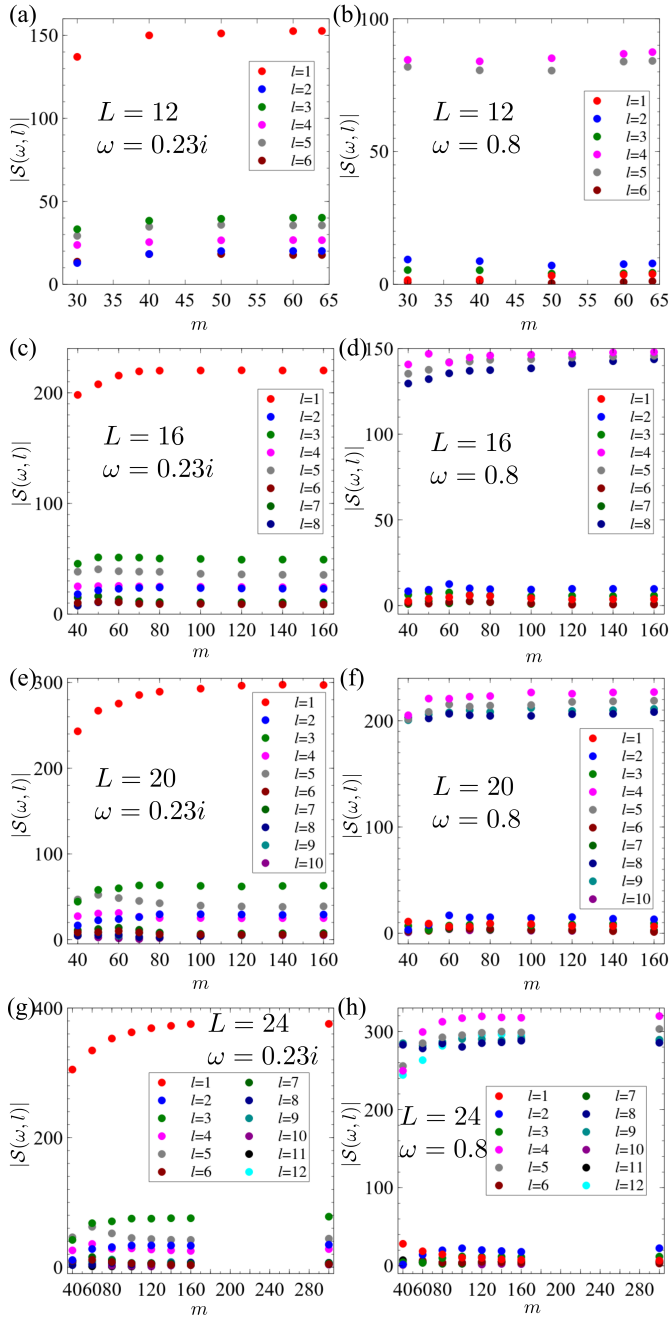 (a)
150
100
50
0
|S(ω, l)|
L = 12
ω = 0.23i
l=1
l=2
l=3
l=4
l=5
l=6
30 35 40 45 50 55 60 65
m
(b)
100
50
0
|S(ω, l)|
L = 12
ω = 0.8
l=1
l=2
l=3
l=4
l=5
l=6
30 35 40 45 50 55 60 65
m
(c)
200
100
0
|S(ω, l)|
L = 16
ω = 0.23i
l=1
l=2
l=3
l=4
l=5
l=6
l=7
l=8
40 60 80 100 120 140 160
m
(d)
150
100
50
0
|S(ω, l)|
L = 16
ω = 0.8
l=1
l=2
l=3
l=4
l=5
l=6
l=7
l=8
40 60 80 100 120 140 160
m
(e)
300
200
100
0
|S(ω, l)|
L = 20
ω = 0.23i
l=1
l=2
l=3
l=4
l=5
l=6
l=7
l=8
l=9
l=10
40 60 80 100 120 140 160
m
(f)
200
100
0
|S(ω, l)|
L = 20
ω = 0.8
l=1
l=2
l=3
l=4
l=5
l=6
l=7
l=8
l=9
l=10
40 60 80 100 120 140 160
m
(g)
400
200
0
|S(ω, l)|
L = 24
ω = 0.23i
l=1 l=7
l=2 l=8
l=3 l=9
l=4 l=10
l=5 l=11
l=6 l=12
40 60 80 120 160 200 240 280
m
(h)
300
200
100
0
|S(ω, l)|
L = 24
ω = 0.8
l=1 l=7
l=2 l=8
l=3 l=9
l=4 l=10
l=5 l=11
l=6 l=12
40 60 80 120 160 200 240 280
m